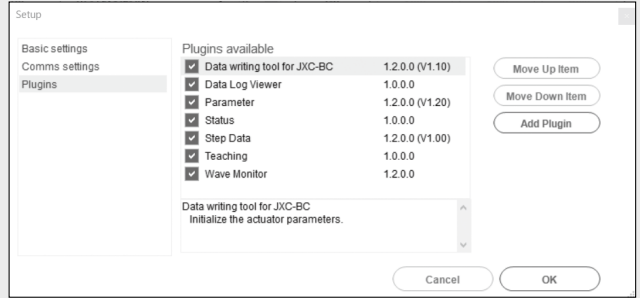 Setup
Basic settings
Comms settings
Plugins
Plugins available
Data writing tool for JXC-BC 1.2.0.0 (V1.10)
Data Log Viewer 1.0.0.0
Parameter 1.2.0.0 (V1.20)
Status 1.0.0.0
Step Data 1.2.0.0 (V1.00)
Teaching 1.0.0.0
Wave Monitor 1.2.0.0
Move Up Item
Move Down Item
Add Plugin
Data writing tool for JXC-BC
Initialize the actuator parameters.
Cancel
OK